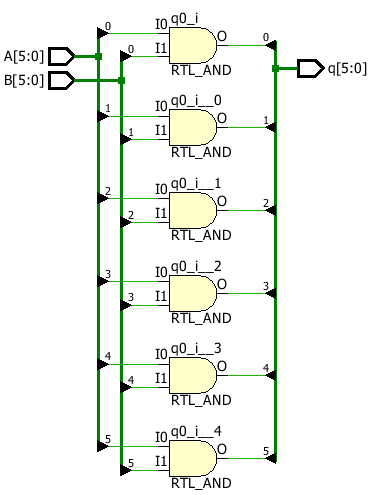 q0_i
0 I0 O 0
A[5:0] I1 q[5:0]
0
B[5:0] RTL_AND
q0_i__0
1 I0 O 1
1 I1
RTL_AND
q0_i__1
2 I0 O 2
2 I1
RTL_AND
q0_i__2
3 I0 O 3
3 I1
RTL_AND
q0_i__3
4 I0 O 4
4 I1
RTL_AND
q0_i__4
5 I0 O 5
5 I1
RTL_AND